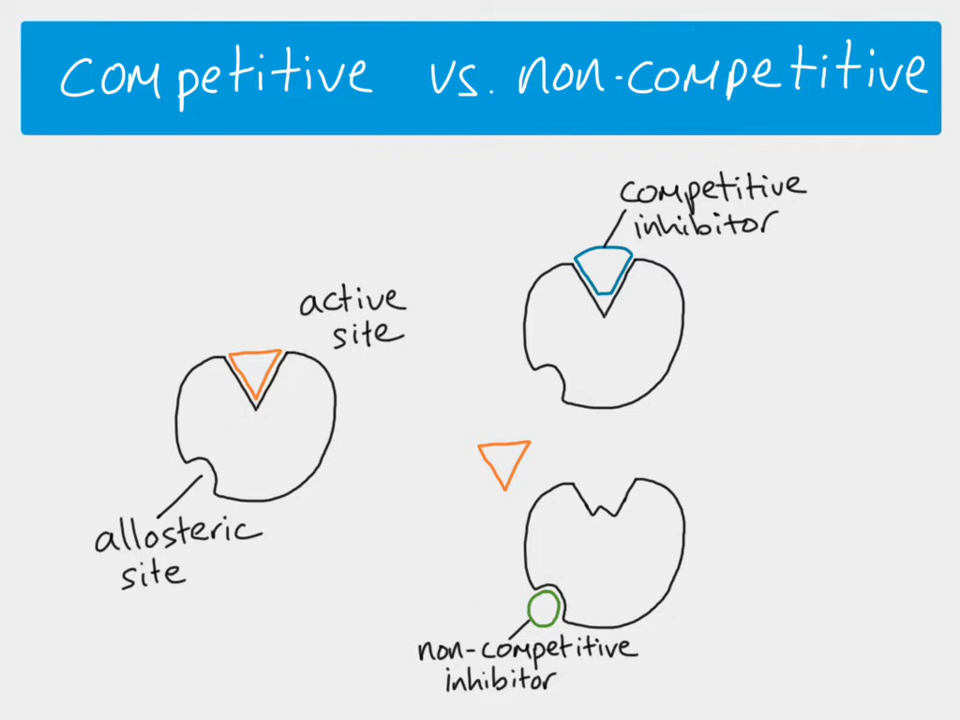 competitive vs. non-competitive
competitive
inhibitor
active
site
allosteric
site
non-competitive
inhibitor